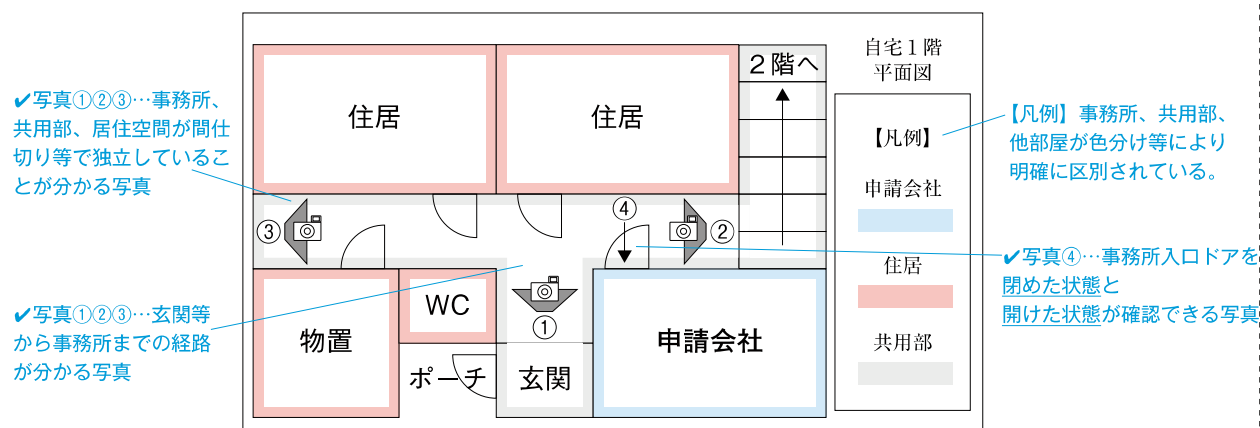 ✔写真①②③…事務所、
共用部、居住空間が間仕
切り等で独立しているこ
とが分かる写真
✔写真①②③…玄関等
から事務所までの経路
が分かる写真
住居
住居
2階へ
③
④
②
①
物置
WC
ポーチ
玄関
申請会社
自宅1階
平面図
【凡例】
申請会社
住居
共用部
【凡例】事務所、共用部、
他部屋が色分け等により
明確に区別されている。
✔写真④…事務所入口ドアを
閉めた状態と
開けた状態が確認できる写真